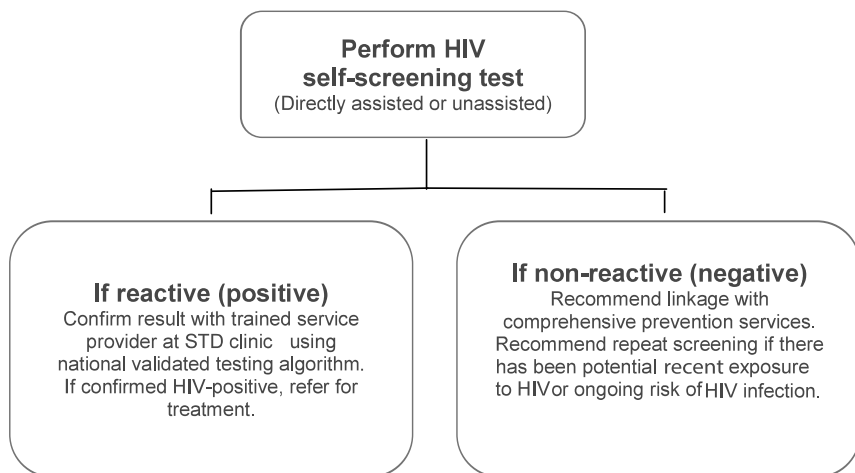 Perform HIV
self-screening test
(Directly assisted or unassisted)
If reactive (positive)
Confirm result with trained service
provider at STD clinic using
national validated testing algorithm.
If confirmed HIV-positive, refer for
treatment.
If non-reactive (negative)
Recommend linkage with
comprehensive prevention services.
Recommend repeat screening if there
has been potential recent exposure
to HIV or ongoing risk of HIV infection.